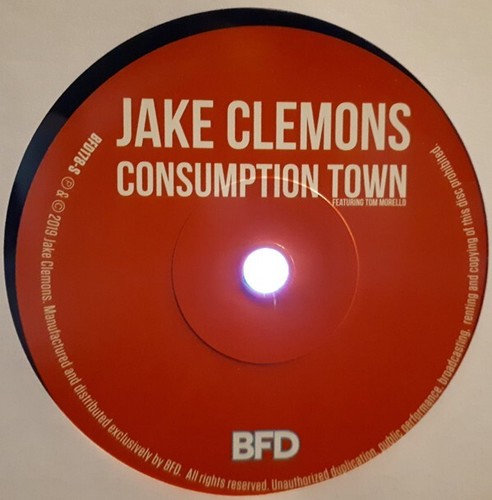 JAKE CLEMONS
CONSUMPTION TOWN
FEATURING TOM MORELLO
BFD178-S
℗ & © 2019 Jake Clemons. Manufactured and distributed exclusively by BFD. All rights reserved. Unauthorized duplication, public performance, broadcasting, renting and copying of this disc prohibited.
BFD